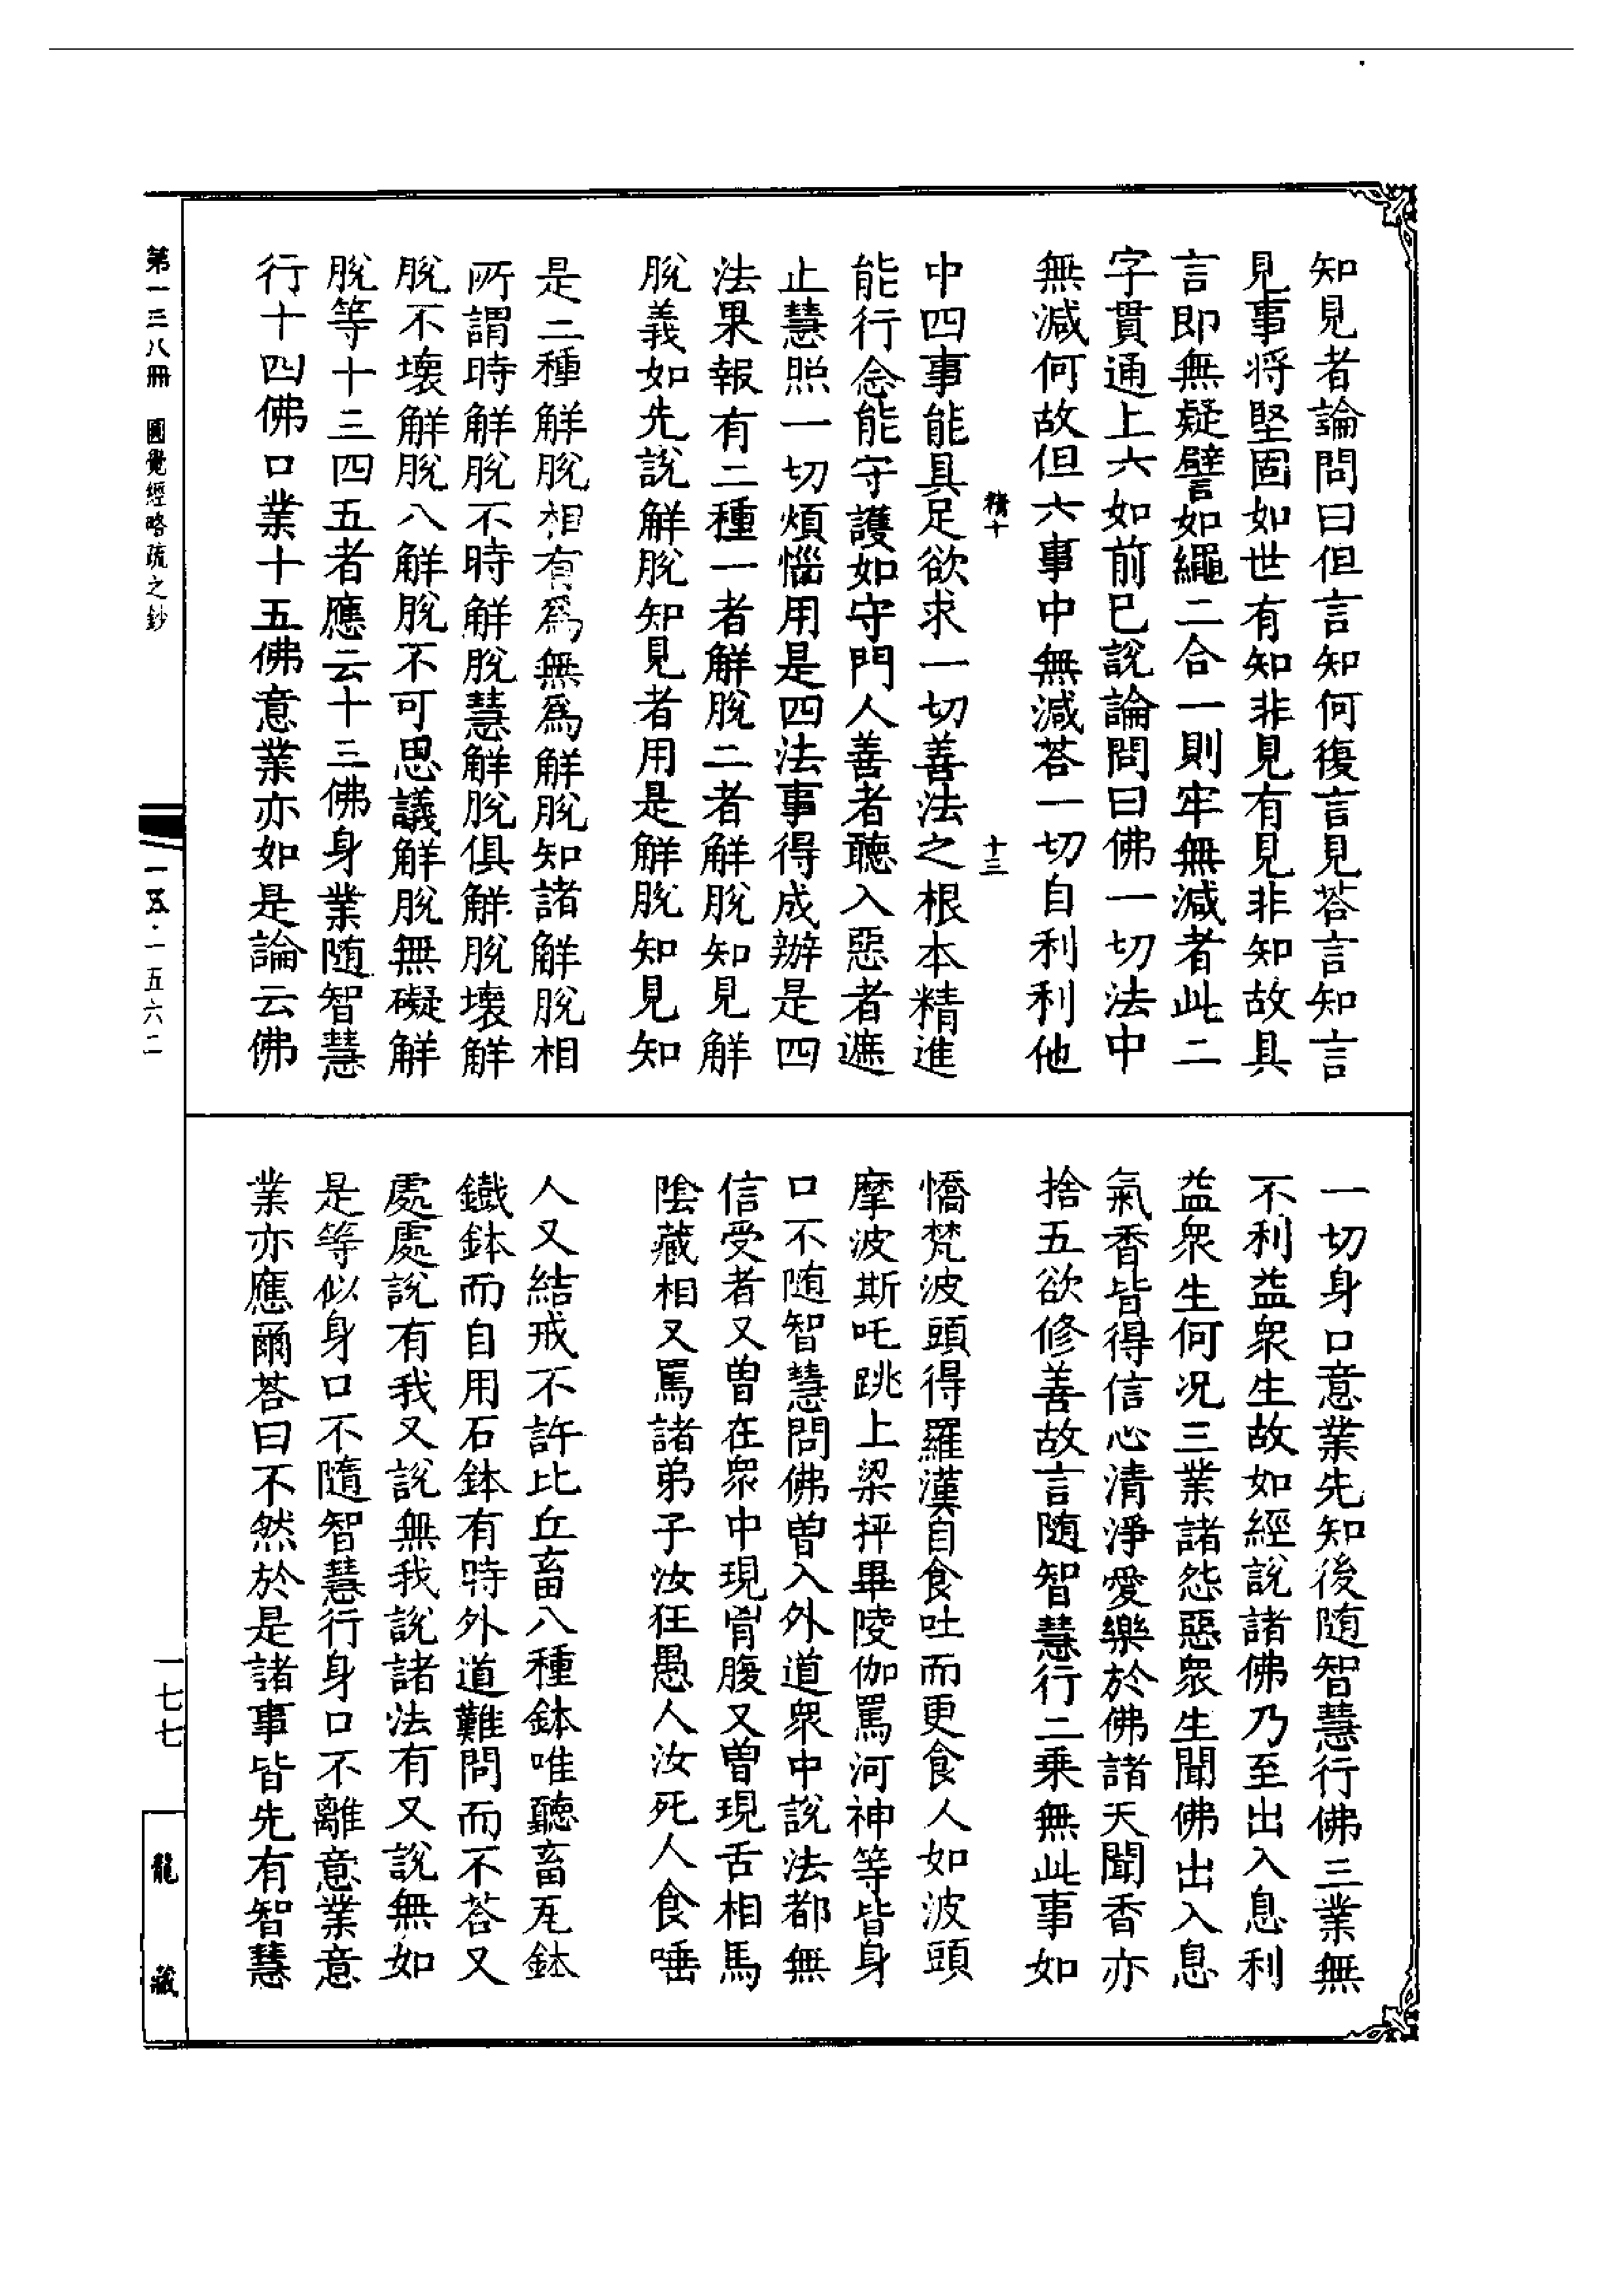 知見者論問曰但言知何復言見荅言知言
見事將堅固如世有知非見有見非知故具
言即無疑譬如繩二合一則牢無減者此二
字貫通上六如前已說論問曰佛一切法中
無減何故但六事中無減荅一切自利利他
精十 十三
中四事能具足欲求一切善法之根本精進
能行念能守護如守門人善者聽入惡者遮
止慧照一切煩惱用是四法事得成辦是四
法果報有二種一者解脫二者解脫知見解
脫義如先說解脫知見者用是解脫知見知
是二種解脫相有爲無爲解脫知諸解脫相
所謂時解脫不時解脫慧解脫俱解脫壞解
脫不壞解脫八解脫不可思議解脫無礙解
脫等十三四五者應云十三佛身業隨智慧
行十四佛口業十五佛意業亦如是論云佛
一切身口意業先知後隨智慧行佛三業無
不利益眾生故如經說諸佛乃至出入息利
益眾生何況三業諸怨惡眾生聞佛出入息
氣香皆得信心清淨愛樂於佛諸天聞香亦
捨五欲修善故言隨智慧行二乘無此事如
憍梵波頭得羅漢自食吐而更食人如波頭
摩波斯吒跳上梁抨畢陵伽罵河神等皆身
口不隨智慧問佛曾入外道眾中說法都無
信受者又曾在眾中現胷腹又曾現舌相馬
陰藏相又罵諸弟子汝狂愚人汝死人食唾
人又結戒不許比丘畜八種鉢唯聽畜瓦鉢
鐵鉢而自用石鉢有時外道難問而不荅又
處處說有我又說無我說諸法有又說無如
是等似身口不隨智慧行身口不離意業意
業亦應爾荅曰不然於是諸事皆先有智慧
第一三八冊 圓覺經略疏之鈔
一五·一五六二
一七七
龍藏